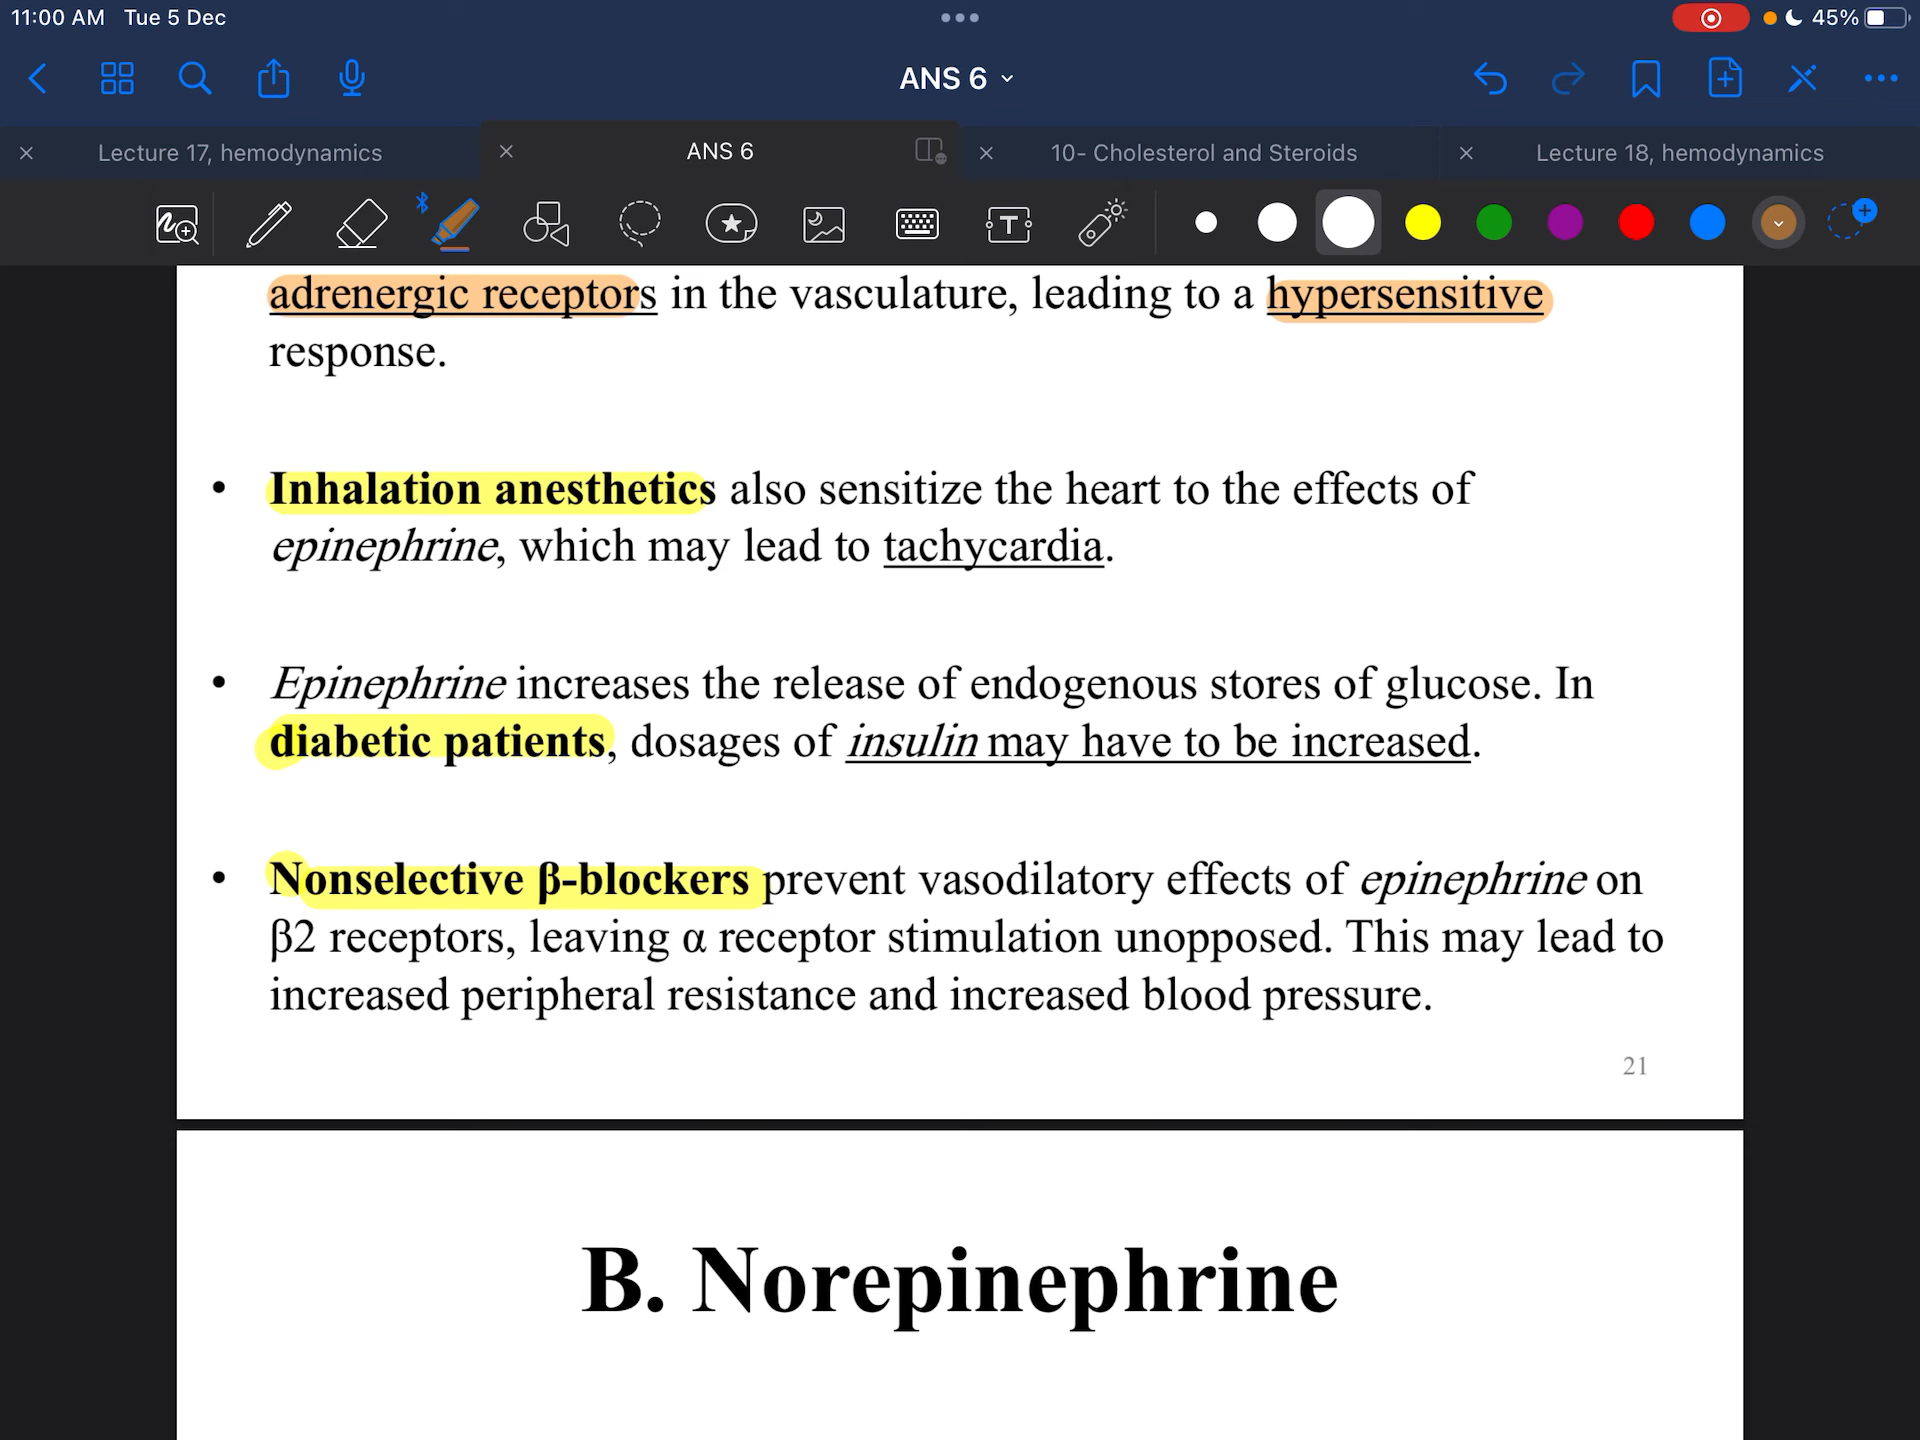 11:00 AM Tue 5 Dec
45%
ANS 6
Lecture 17, hemodynamics
ANS 6
10- Cholesterol and Steroids
Lecture 18, hemodynamics
adrenergic receptors in the vasculature, leading to a hypersensitive
response.
• Inhalation anesthetics also sensitize the heart to the effects of
epinephrine, which may lead to tachycardia.
• Epinephrine increases the release of endogenous stores of glucose. In
diabetic patients, dosages of insulin may have to be increased.
• Nonselective β-blockers prevent vasodilatory effects of epinephrine on
β2 receptors, leaving α receptor stimulation unopposed. This may lead to
increased peripheral resistance and increased blood pressure.
21
B. Norepinephrine